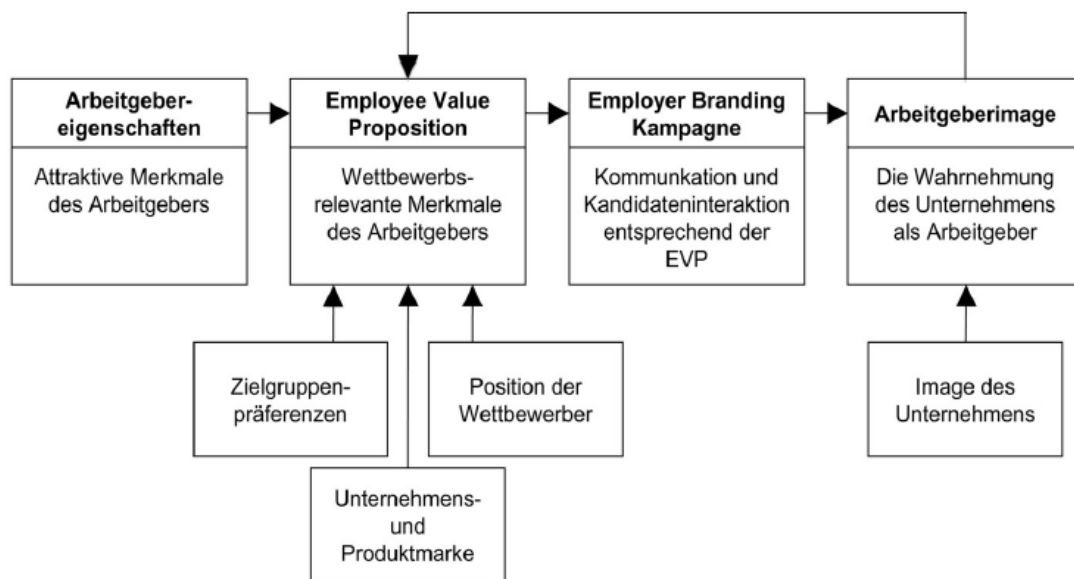 Arbeitgeber-
eigenschaften
Attraktive Merkmale
des Arbeitgebers
Employee Value
Proposition
Wettbewerbs-
relevante Merkmale
des Arbeitgebers
Employer Branding
Kampagne
Kommunkation und
Kandidateninteraktion
entsprechend der
EVP
Arbeitgeberimage
Die Wahrnehmung
des Unternehmens
als Arbeitgeber
Zielgruppen-
präferenzen
Position der
Wettbewerber
Image des
Unternehmens
Unternehmens-
und
Produktmarke